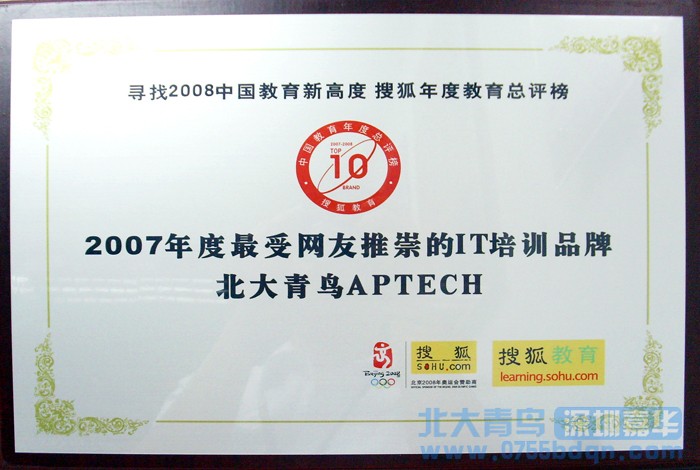 寻找2008中国教育新高度 搜狐年度教育总评榜
中国教育年度总评榜
2007-2008
TOP
10
BRAND
搜狐教育
2007年度最受网友推崇的IT培训品牌
北大青鸟APTECH
Beijing 2008
搜狐
SOHU.com
北京2008年奥运会赞助商
搜狐教育
learning.sohu.com
北大青鸟 深圳嘉华
www.0755bdqn.com